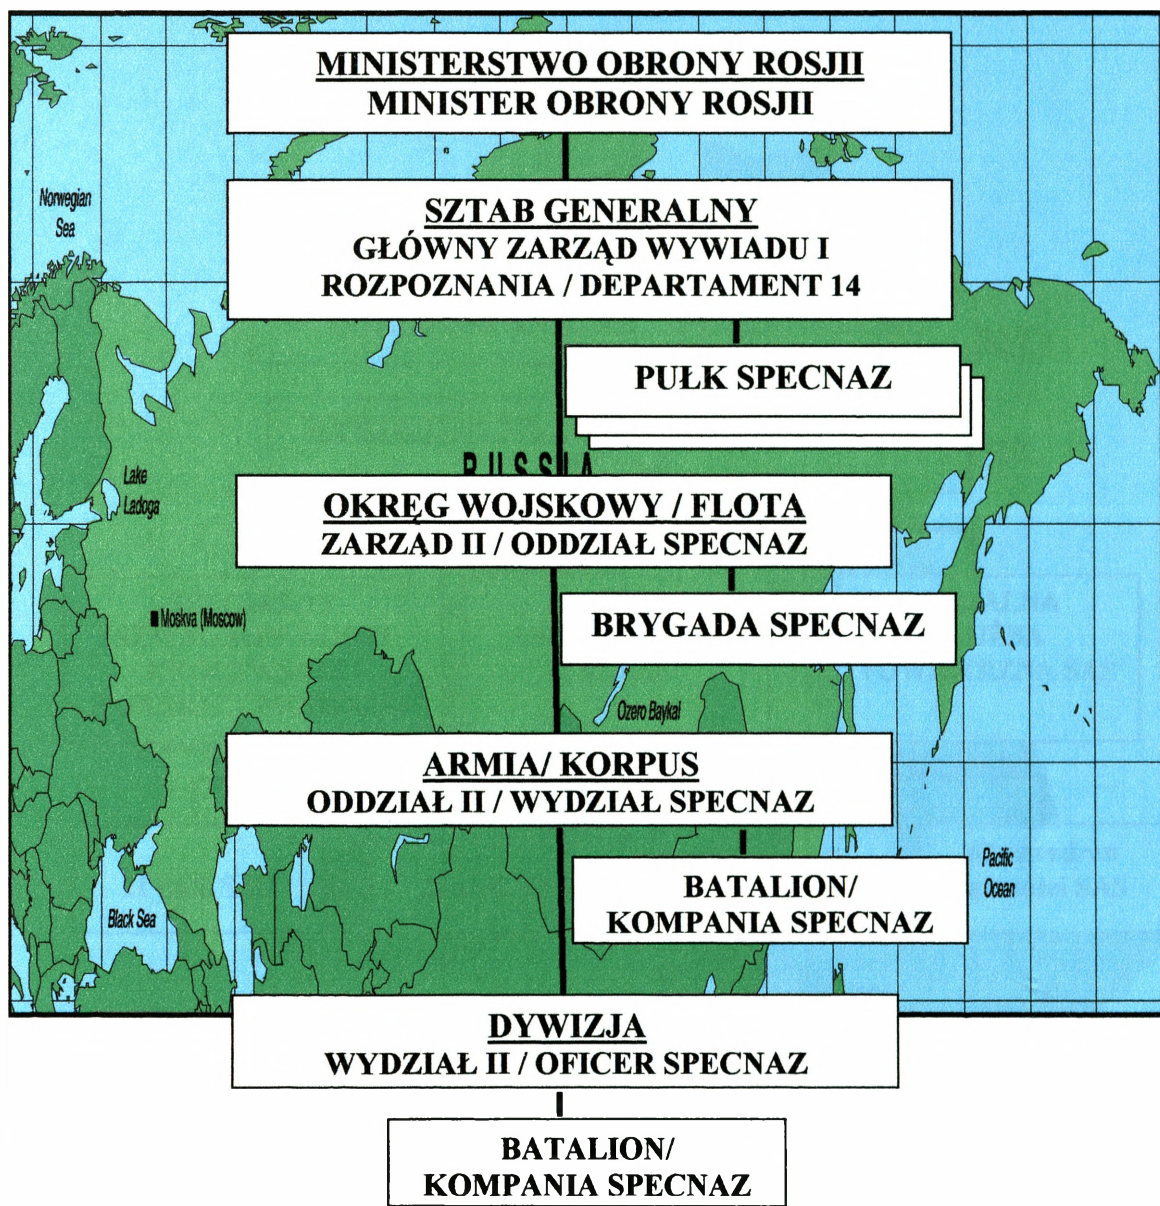 MINISTERSTWO OBRONY ROSJII
MINISTER OBRONY ROSJII
Norwegian
Sea
SZTAB GENERALNY
GŁÓWNY ZARZĄD WYWIADU I
ROZPOZNANIA / DEPARTAMENT 14
PUŁK SPECNAZ
RUSSIA
Lake
Ladoga
OKRĘG WOJSKOWY / FLOTA
ZARZĄD II / ODDZIAŁ SPECNAZ
Moskva (Moscow)
BRYGADA SPECNAZ
Ozero Baykal
ARMIA/ KORPUS
ODDZIAŁ II / WYDZIAŁ SPECNAZ
Pacific
Ocean
BATALION/
KOMPANIA SPECNAZ
Black Sea
DYWIZJA
WYDZIAŁ II / OFICER SPECNAZ
BATALION/
KOMPANIA SPECNAZ